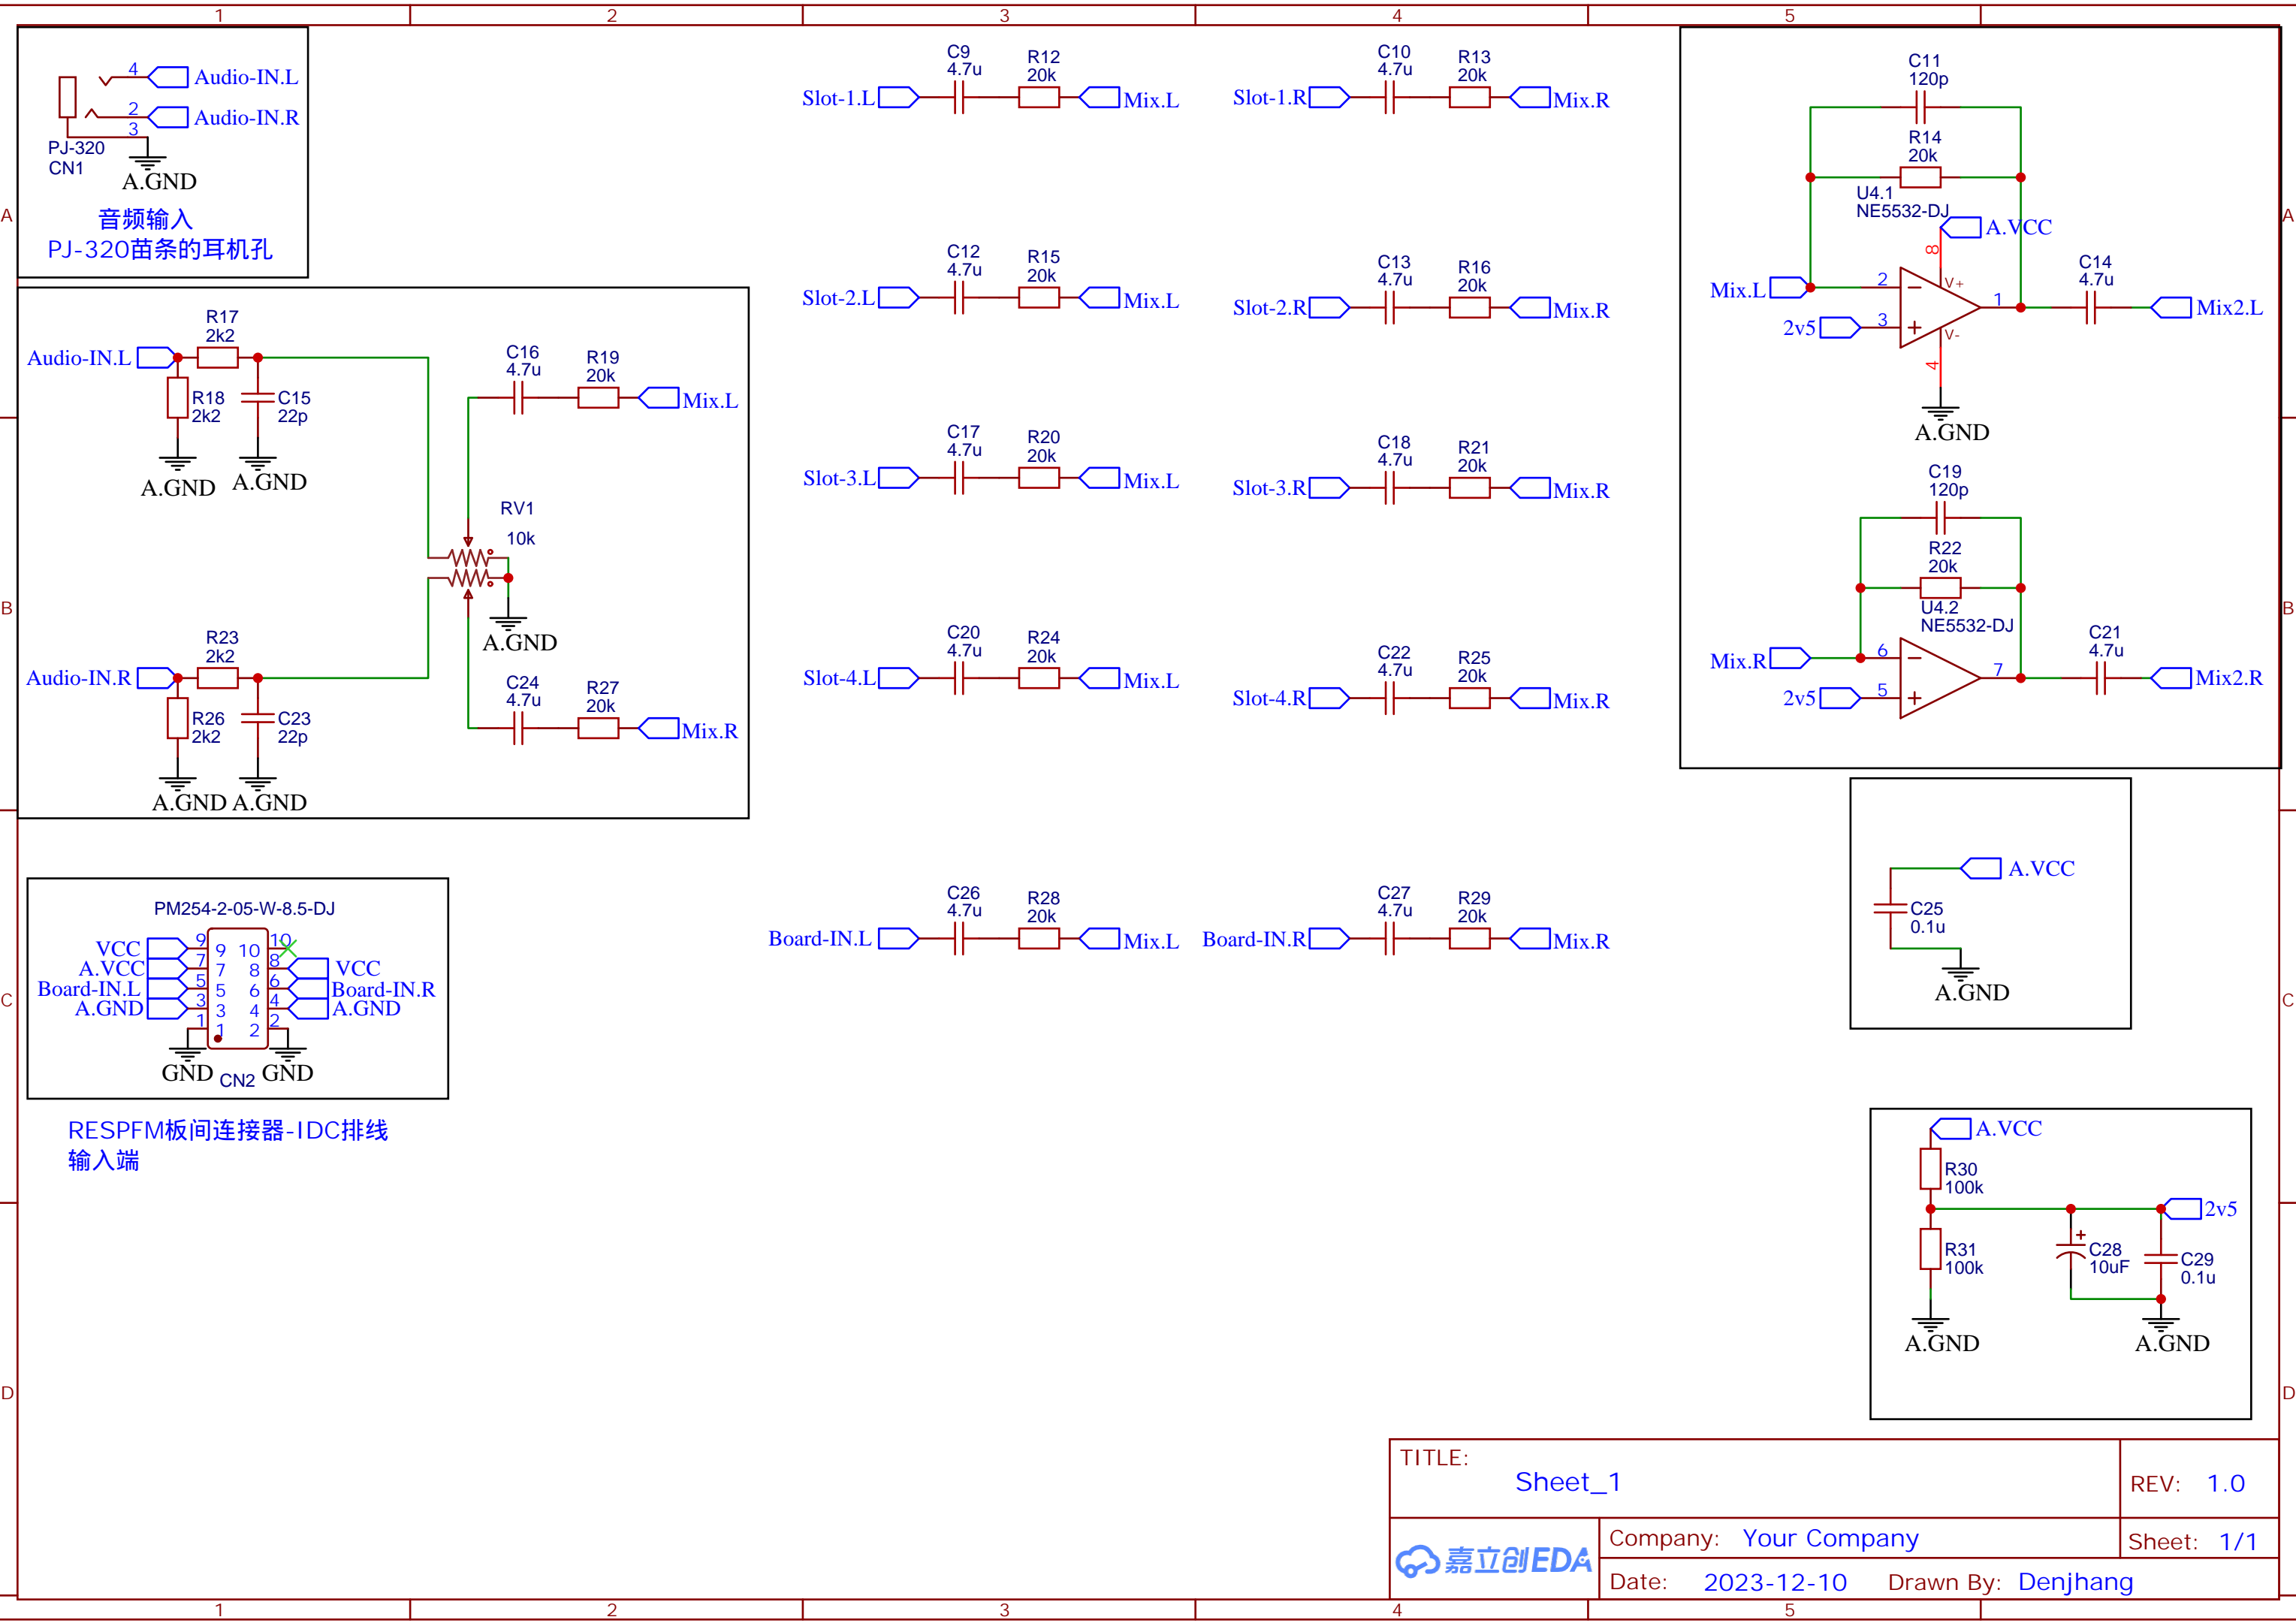 1 2 3 4 5
A
B
C
D
A
B
C
D
4
Audio-IN.L
2
Audio-IN.R
3
PJ-320
CN1
A.GND
音频输入
PJ-320苗条的耳机孔
Audio-IN.L
R17
2k2
R18
2k2
C15
22p
A.GND
A.GND
C16
4.7u
R19
20k
Mix.L
RV1
10k
A.GND
Audio-IN.R
R23
2k2
R26
2k2
C23
22p
A.GND
A.GND
C24
4.7u
R27
20k
Mix.R
PM254-2-05-W-8.5-DJ
VCC 9 9 10 10
A.VCC 7 7 8 8 VCC
Board-IN.L 5 5 6 6 Board-IN.R
A.GND 3 3 4 4 A.GND
1 1 2 2
GND CN2 GND
RESPFM板间连接器-IDC排线
输入端
Slot-1.L
C9
4.7u
R12
20k
Mix.L
Slot-1.R
C10
4.7u
R13
20k
Mix.R
Slot-2.L
C12
4.7u
R15
20k
Mix.L
Slot-2.R
C13
4.7u
R16
20k
Mix.R
Slot-3.L
C17
4.7u
R20
20k
Mix.L
Slot-3.R
C18
4.7u
R21
20k
Mix.R
Slot-4.L
C20
4.7u
R24
20k
Mix.L
Slot-4.R
C22
4.7u
R25
20k
Mix.R
Board-IN.L
C26
4.7u
R28
20k
Mix.L
Board-IN.R
C27
4.7u
R29
20k
Mix.R
C11
120p
R14
20k
U4.1
NE5532-DJ
A.VCC
8
V+
Mix.L
2
2v5
3
1
V-
4
A.GND
C14
4.7u
Mix2.L
C19
120p
R22
20k
U4.2
NE5532-DJ
Mix.R
6
2v5
5
7
C21
4.7u
Mix2.R
A.VCC
C25
0.1u
A.GND
A.VCC
R30
100k
2v5
R31
100k
+
C28
10uF
C29
0.1u
A.GND
A.GND
TITLE:
Sheet_1
REV: 1.0
嘉立创EDA
Company: Your Company
Sheet: 1/1
Date: 2023-12-10
Drawn By: Denjhang
1 2 3 4 5